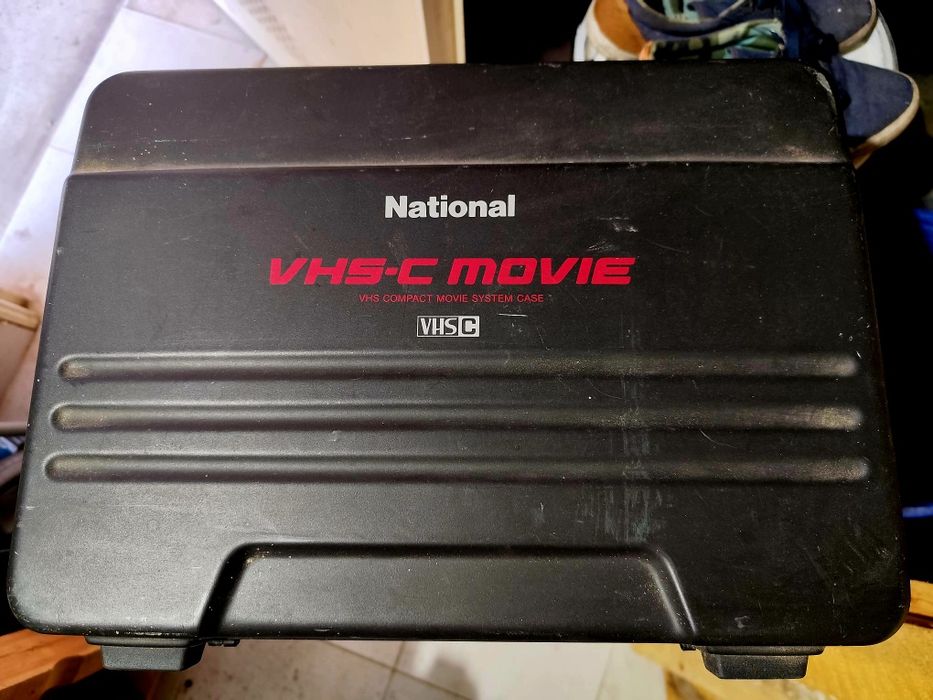 National
VHS-C MOVIE
VHS COMPACT MOVIE SYSTEM CASE
VHS C